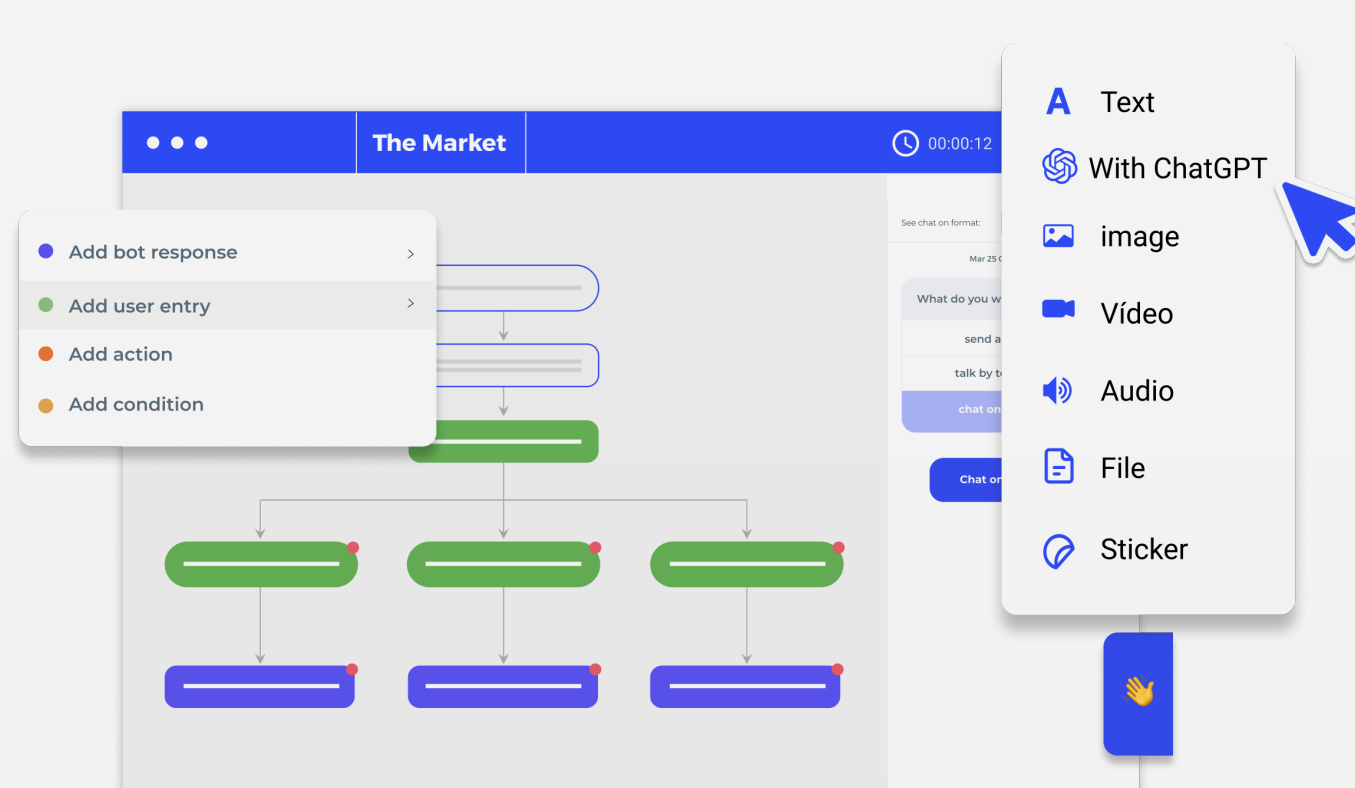 The Market
00:00:12
Add bot response
Add user entry
Add action
Add condition
See chat on format:
Mar 25
What do you
send a
talk by
chat on
Chat
A Text
With ChatGPT
image
Vídeo
Audio
File
Sticker